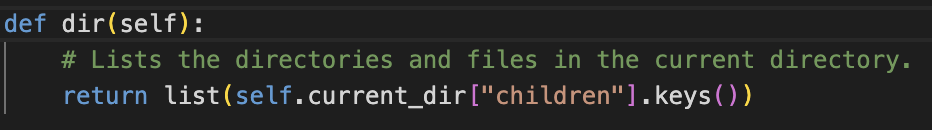 def dir(self):
    # Lists the directories and files in the current directory.
    return list(self.current_dir["children"].keys())